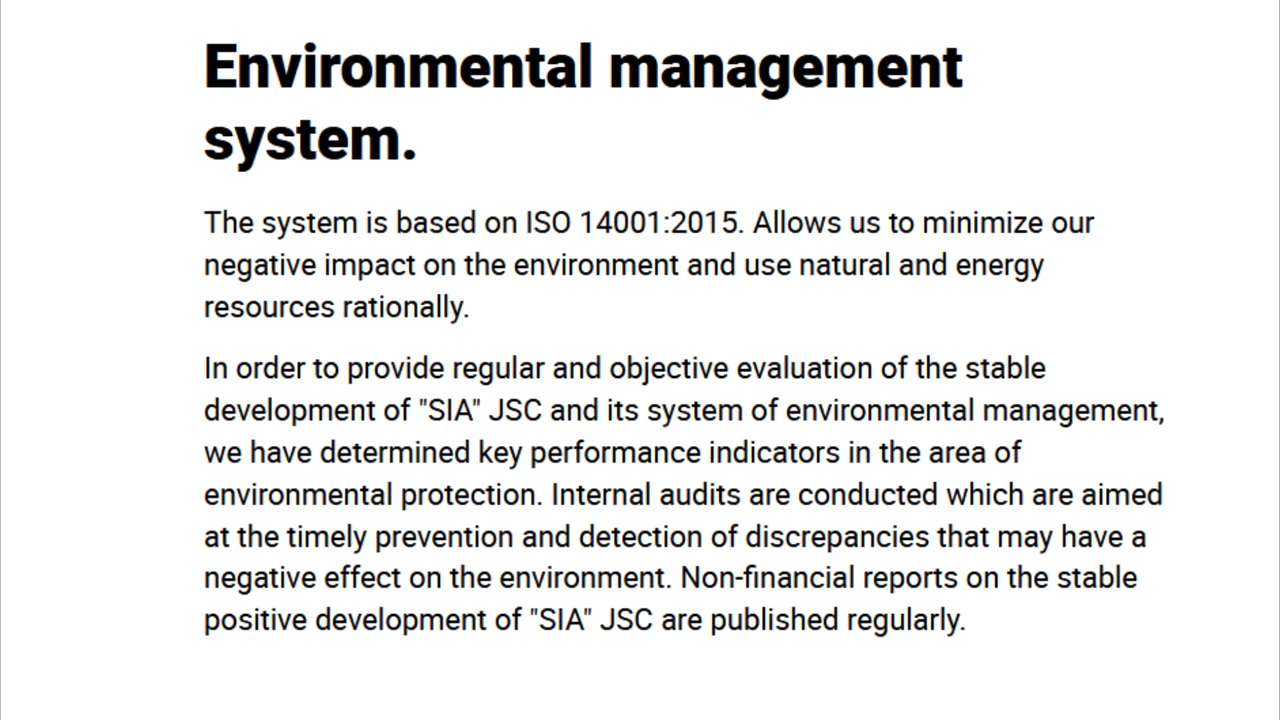 Environmental management
system.
The system is based on ISO 14001:2015. Allows us to minimize our
negative impact on the environment and use natural and energy
resources rationally.
In order to provide regular and objective evaluation of the stable
development of "SIA" JSC and its system of environmental management,
we have determined key performance indicators in the area of
environmental protection. Internal audits are conducted which are aimed
at the timely prevention and detection of discrepancies that may have a
negative effect on the environment. Non-financial reports on the stable
positive development of "SIA" JSC are published regularly.